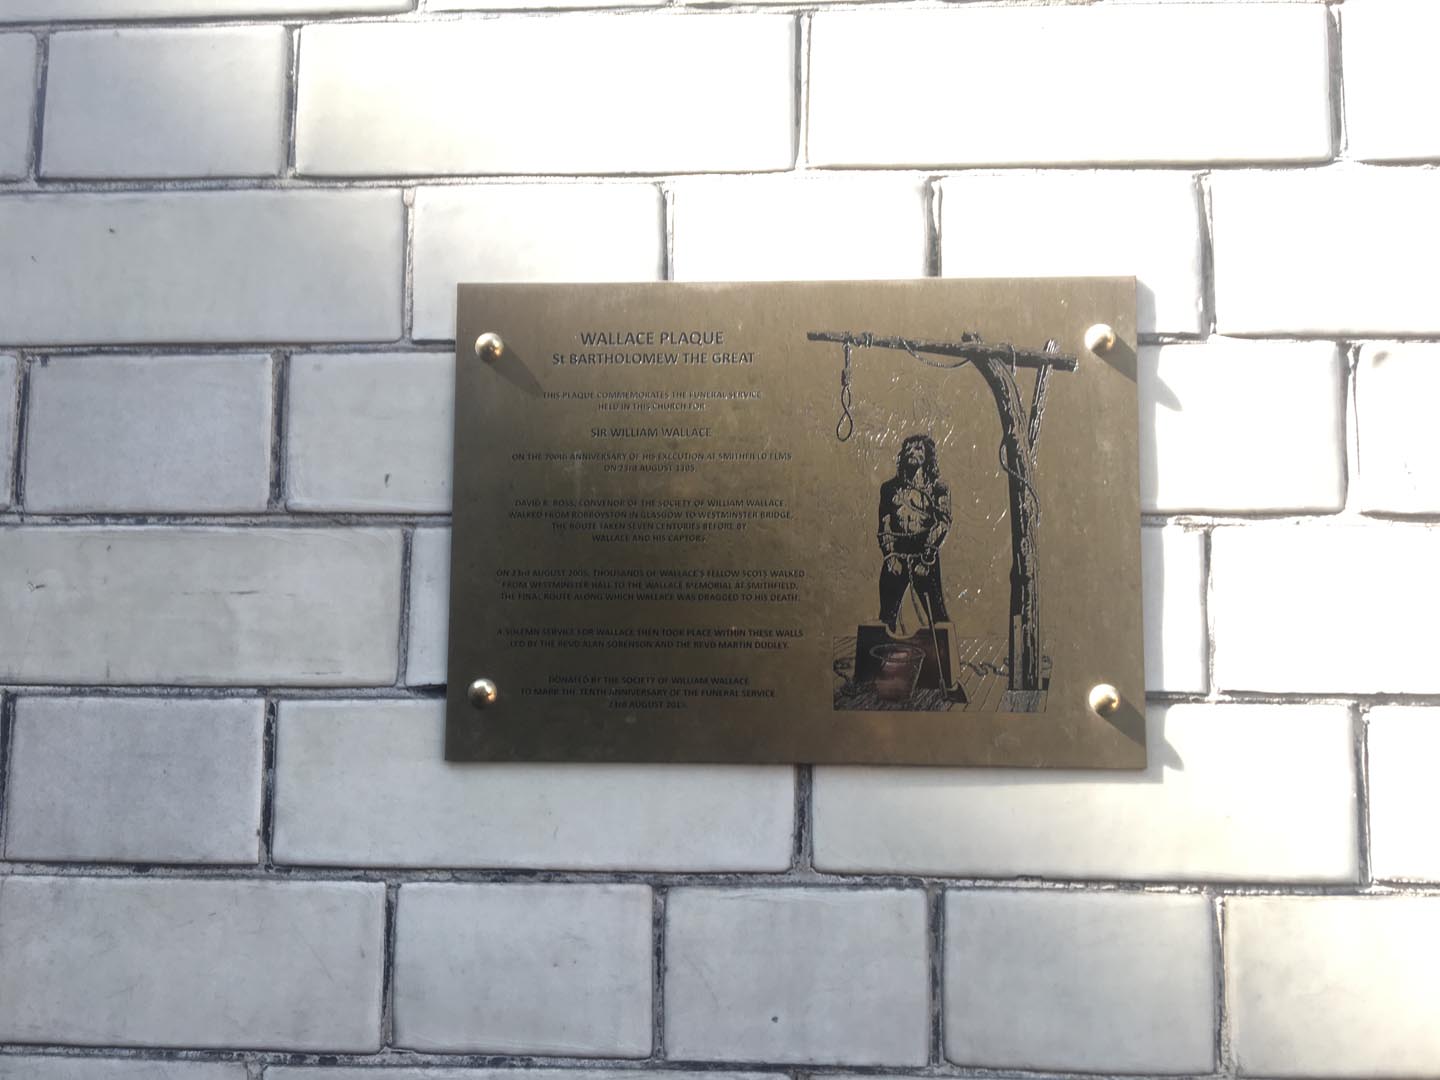 WALLACE PLAQUE
St BARTHOLOMEW THE GREAT
THIS PLAQUE COMMEMORATES THE FUNERAL SERVICE
HELD IN THIS CHURCH FOR
SIR WILLIAM WALLACE
ON THE 700th ANNIVERSARY OF HIS EXECUTION AT SMITHFIELD ELMS
ON 23rd AUGUST 1305.
DAVID R. ROSS, CONVENOR OF THE SOCIETY OF WILLIAM WALLACE,
WALKED FROM ROBROYSTON IN GLASGOW TO WESTMINSTER BRIDGE,
THE ROUTE TAKEN SEVEN CENTURIES BEFORE BY
WALLACE AND HIS CAPTORS.
ON 23rd AUGUST 2005, THOUSANDS OF WALLACE'S FELLOW SCOTS WALKED
FROM WESTMINSTER HALL TO THE WALLACE MEMORIAL AT SMITHFIELD,
THE FINAL ROUTE ALONG WHICH WALLACE WAS DRAGGED TO HIS DEATH.
A SOLEMN SERVICE FOR WALLACE THEN TOOK PLACE WITHIN THESE WALLS
LED BY THE REVD ALAN SORENSON AND THE REVD MARTIN DUDLEY.
DONATED BY THE SOCIETY OF WILLIAM WALLACE
TO MARK THE TENTH ANNIVERSARY OF THE FUNERAL SERVICE
23rd AUGUST 2015.